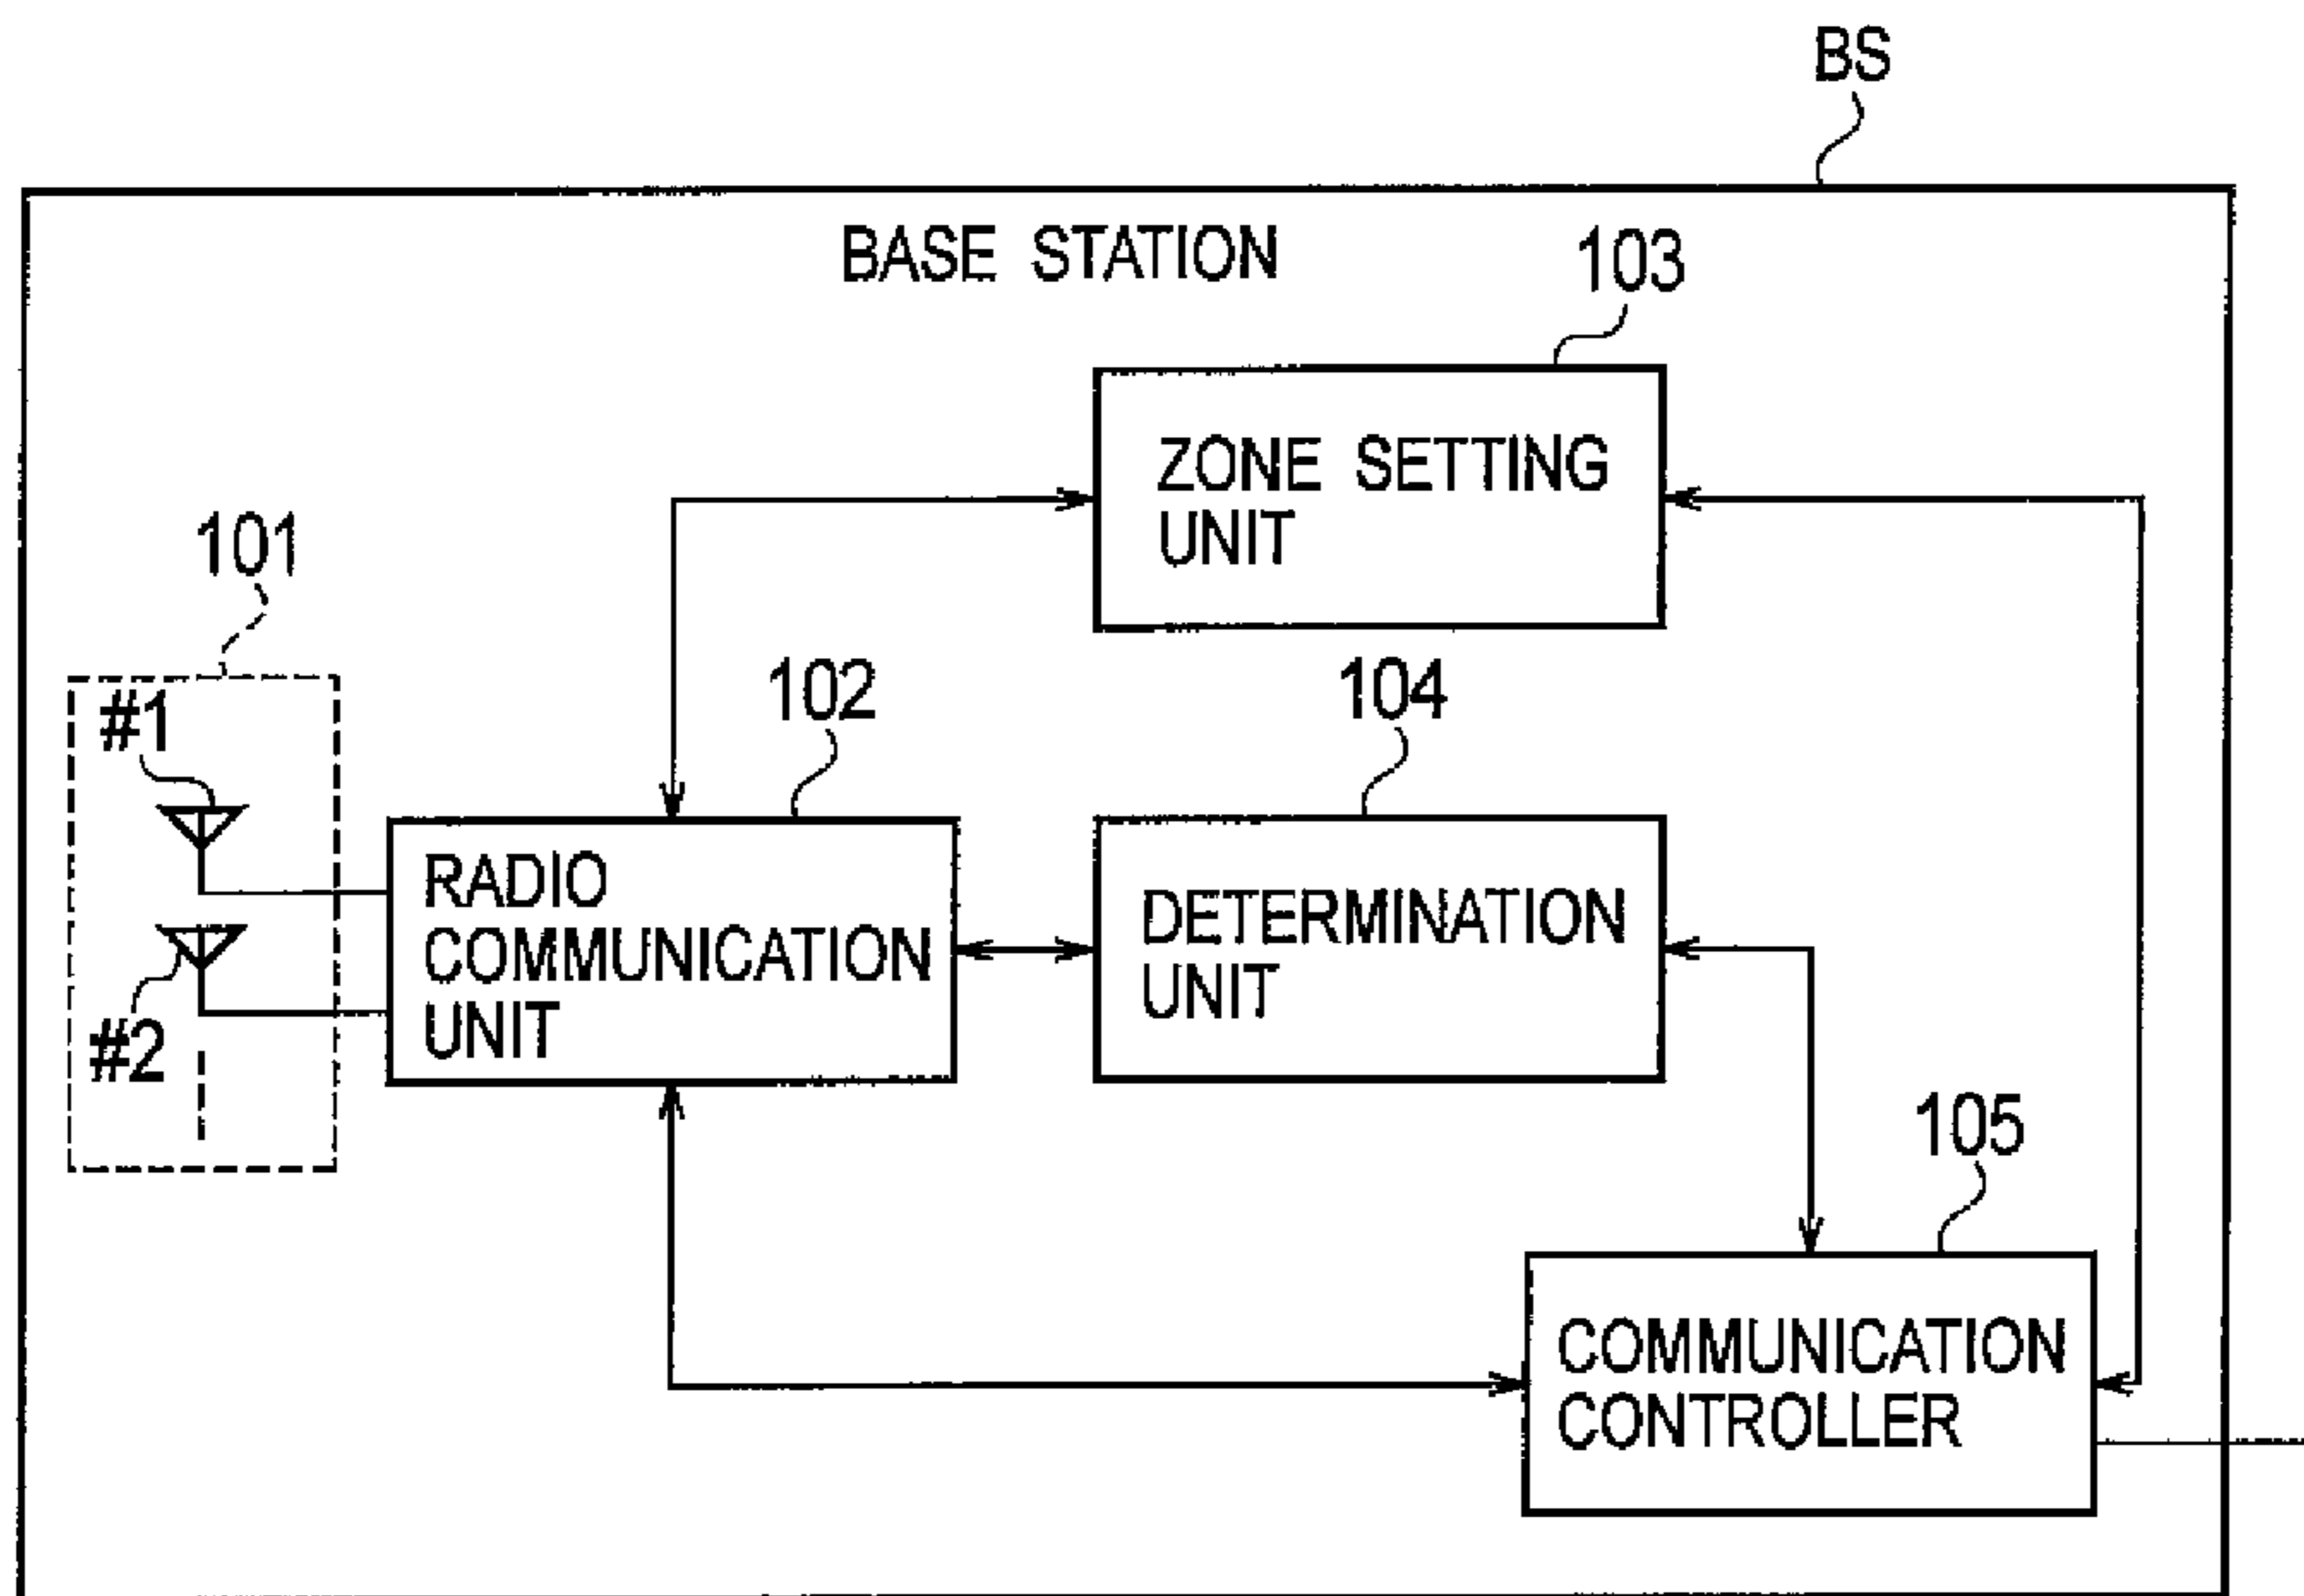 BS
BASE STATION
103
ZONE SETTING
UNIT
101
#1
#2
102
RADIO
COMMUNICATION
UNIT
104
DETERMINATION
UNIT
105
COMMUNICATION
CONTROLLER